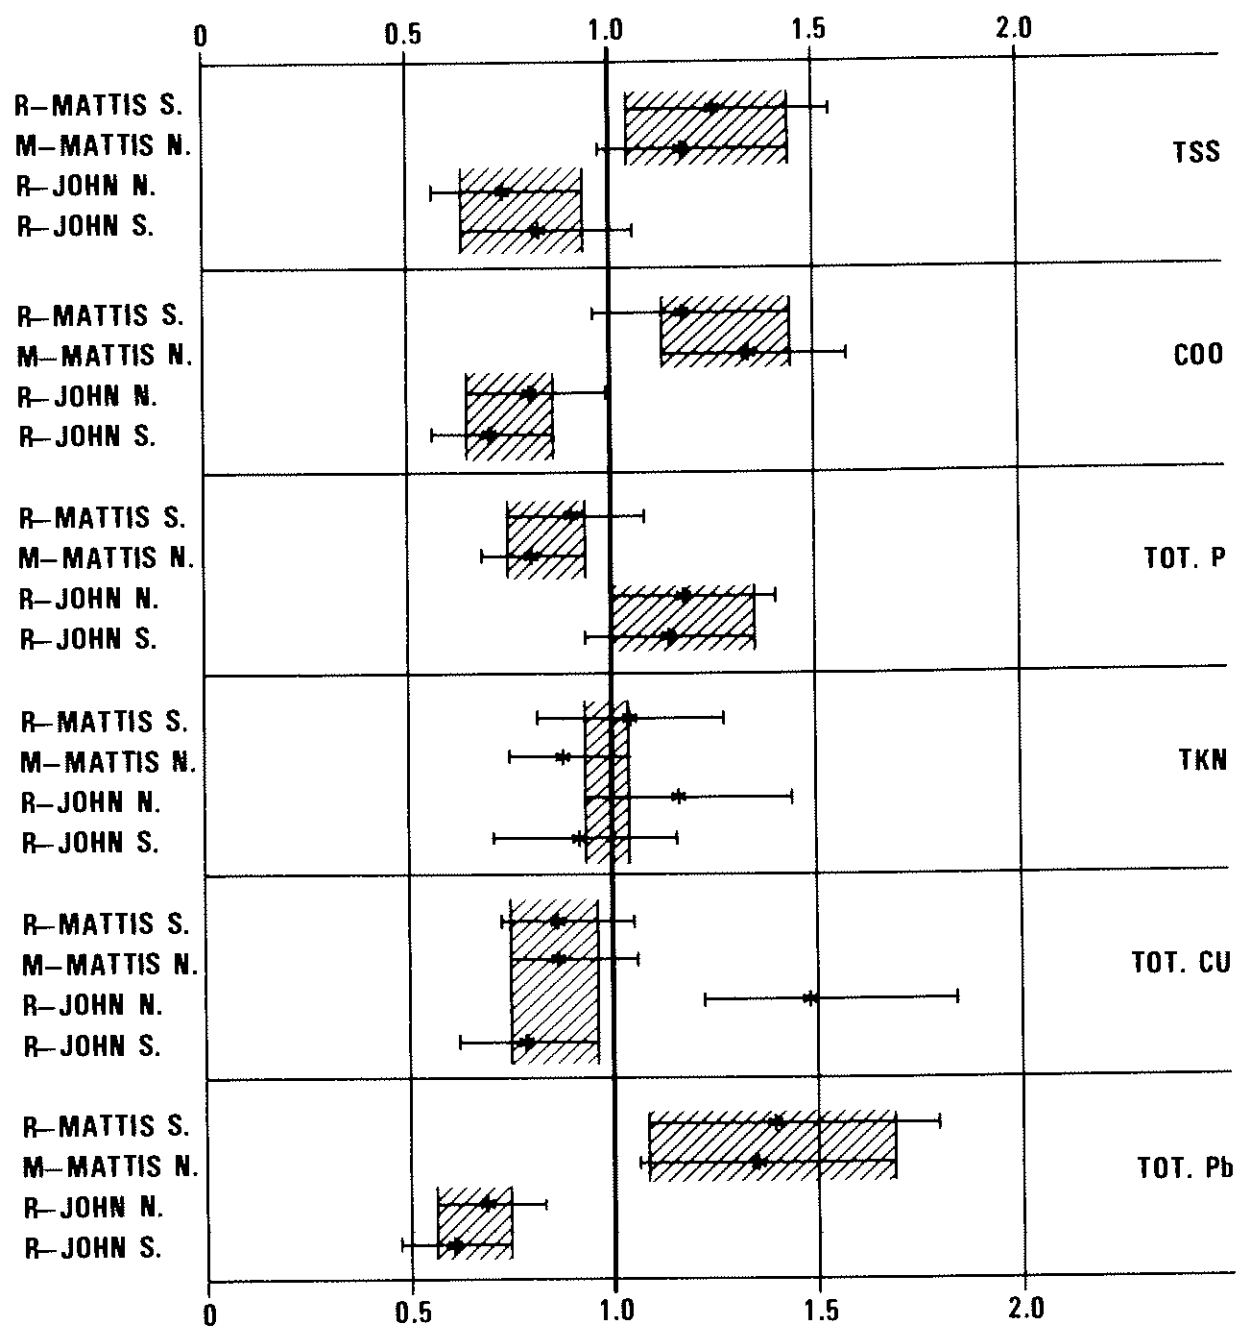 0 0.5 1.0 1.5 2.0
R-MATTIS S.
M-MATTIS N.
R-JOHN N.
R-JOHN S.
TSS
R-MATTIS S.
M-MATTIS N.
R-JOHN N.
R-JOHN S.
COO
R-MATTIS S.
M-MATTIS N.
R-JOHN N.
R-JOHN S.
TOT. P
R-MATTIS S.
M-MATTIS N.
R-JOHN N.
R-JOHN S.
TKN
R-MATTIS S.
M-MATTIS N.
R-JOHN N.
R-JOHN S.
TOT. CU
R-MATTIS S.
M-MATTIS N.
R-JOHN N.
R-JOHN S.
TOT. Pb
0 0.5 1.0 1.5 2.0